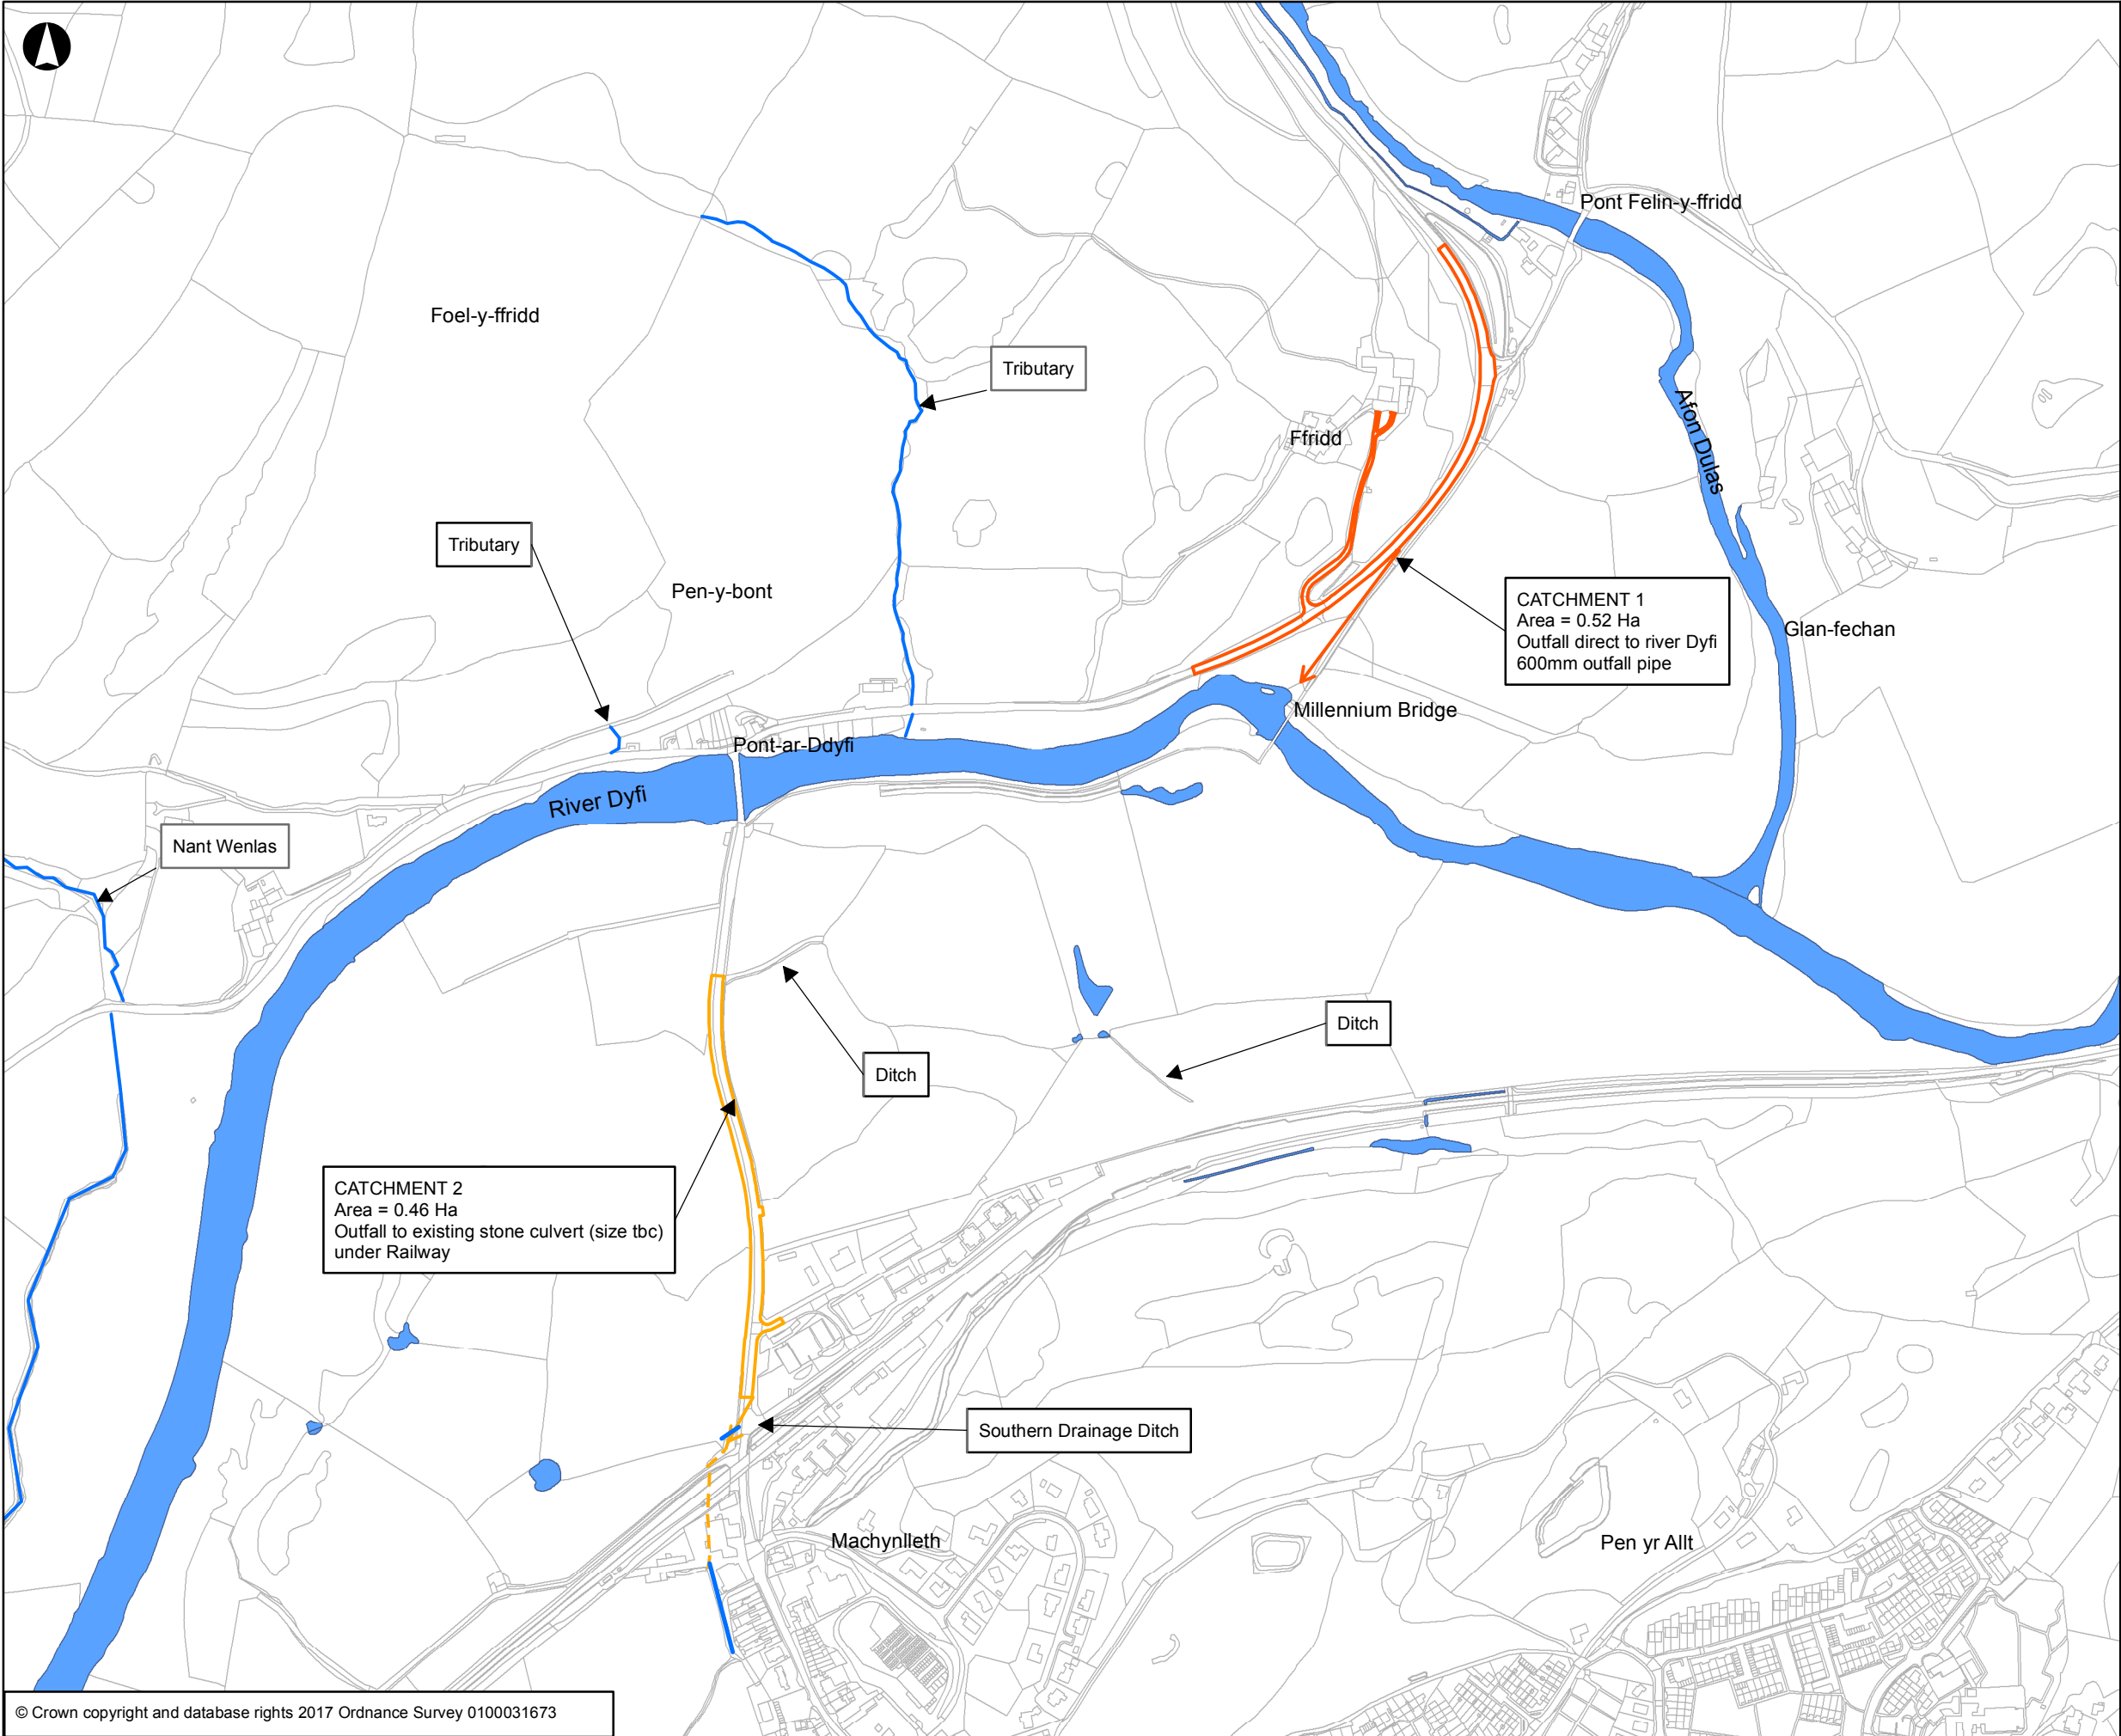 Pont Felin-y-ffridd
Foel-y-ffridd
Tributary
Afon Dulas
Ffridd
Tributary
Pen-y-bont
CATCHMENT 1
Area = 0.52 Ha
Outfall direct to river Dyfi
600mm outfall pipe
Glan-fechan
Millennium Bridge
Pont-ar-Ddyfi
River Dyfi
Nant Wenlas
Ditch
Ditch
CATCHMENT 2
Area = 0.46 Ha
Outfall to existing stone culvert (size tbc)
under Railway
Southern Drainage Ditch
Machynlleth
Pen yr Allt
© Crown copyright and database rights 2017 Ordnance Survey 0100031673